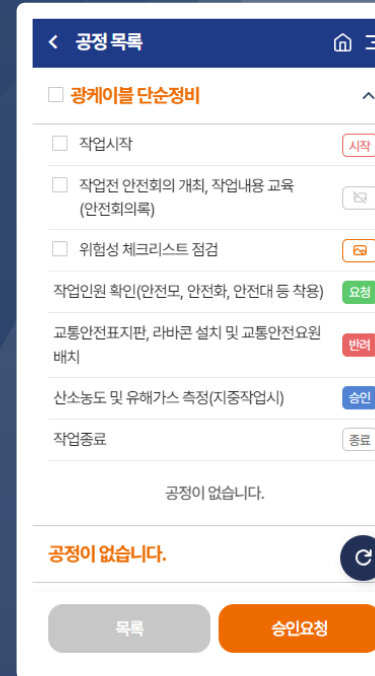 공정 목록
광케이블 단순정비
작업시작
시작
작업전 안전회의 개최, 작업내용 교육
(안전회의록)
위험성 체크리스트 점검
작업인원 확인(안전모, 안전화, 안전대 등 착용)
요청
교통안전표지판, 라바콘 설치 및 교통안전요원
배치
반려
산소농도 및 유해가스 측정(지중작업시)
승인
작업종료
종료
공정이 없습니다.
공정이 없습니다.
목록
승인요청